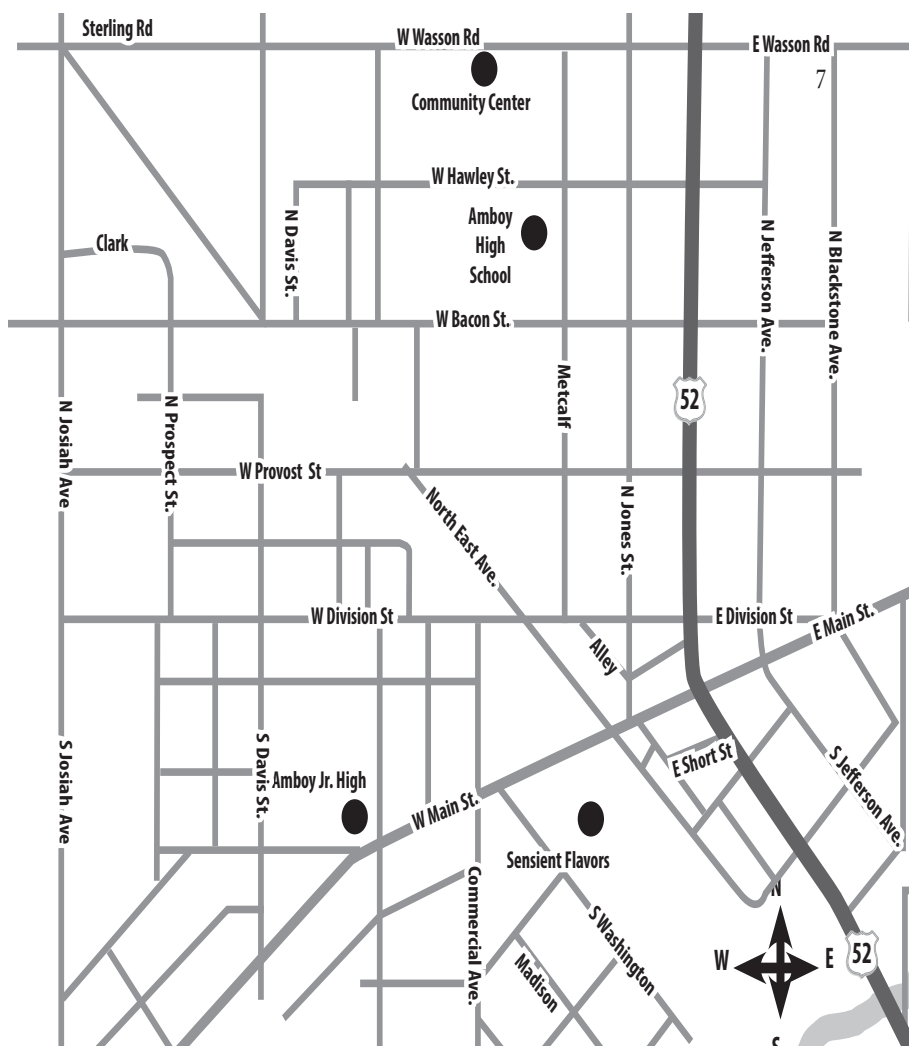 Sterling Rd
W Wasson Rd
E Wasson Rd
7
Community Center
W Hawley St.
Amboy
High
School
N Davis St.
Clark
N Jefferson Ave.
N Blackstone Ave.
W Bacon St.
Metcalf
52
N Josiah Ave
N Prospect St.
W Provost St
North East Ave.
N Jones St.
W Division St
E Division St
E Main St.
Alley
S Josiah Ave
S Davis St.
E Short St
S Jefferson Ave.
Amboy Jr. High
W Main St.
Sensient Flavors
Commercial Ave.
S Washington
Madison
N
W
E
52
S